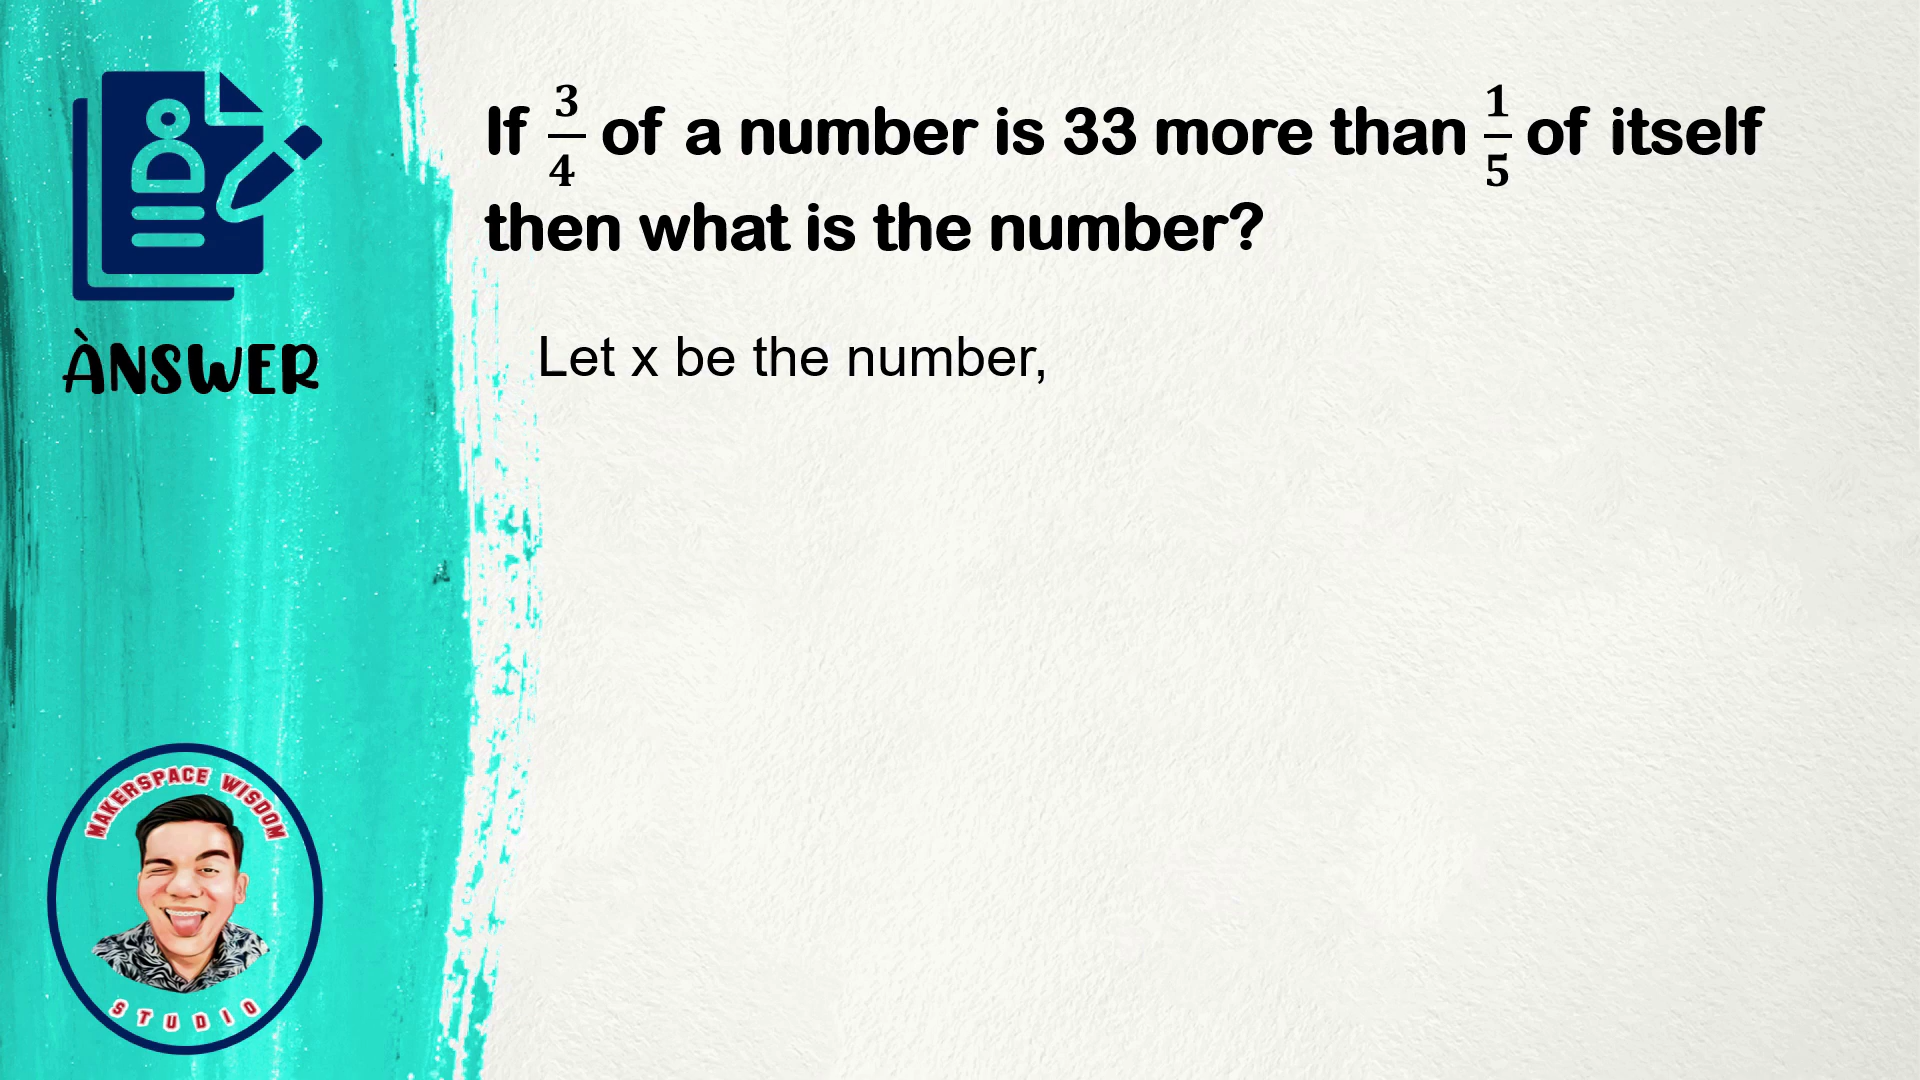 If 3/4 of a number is 33 more than 1/5 of itself
then what is the number?
Let x be the number,
ÀNSWER
MAKERSPACE WISDOM
STUDIO